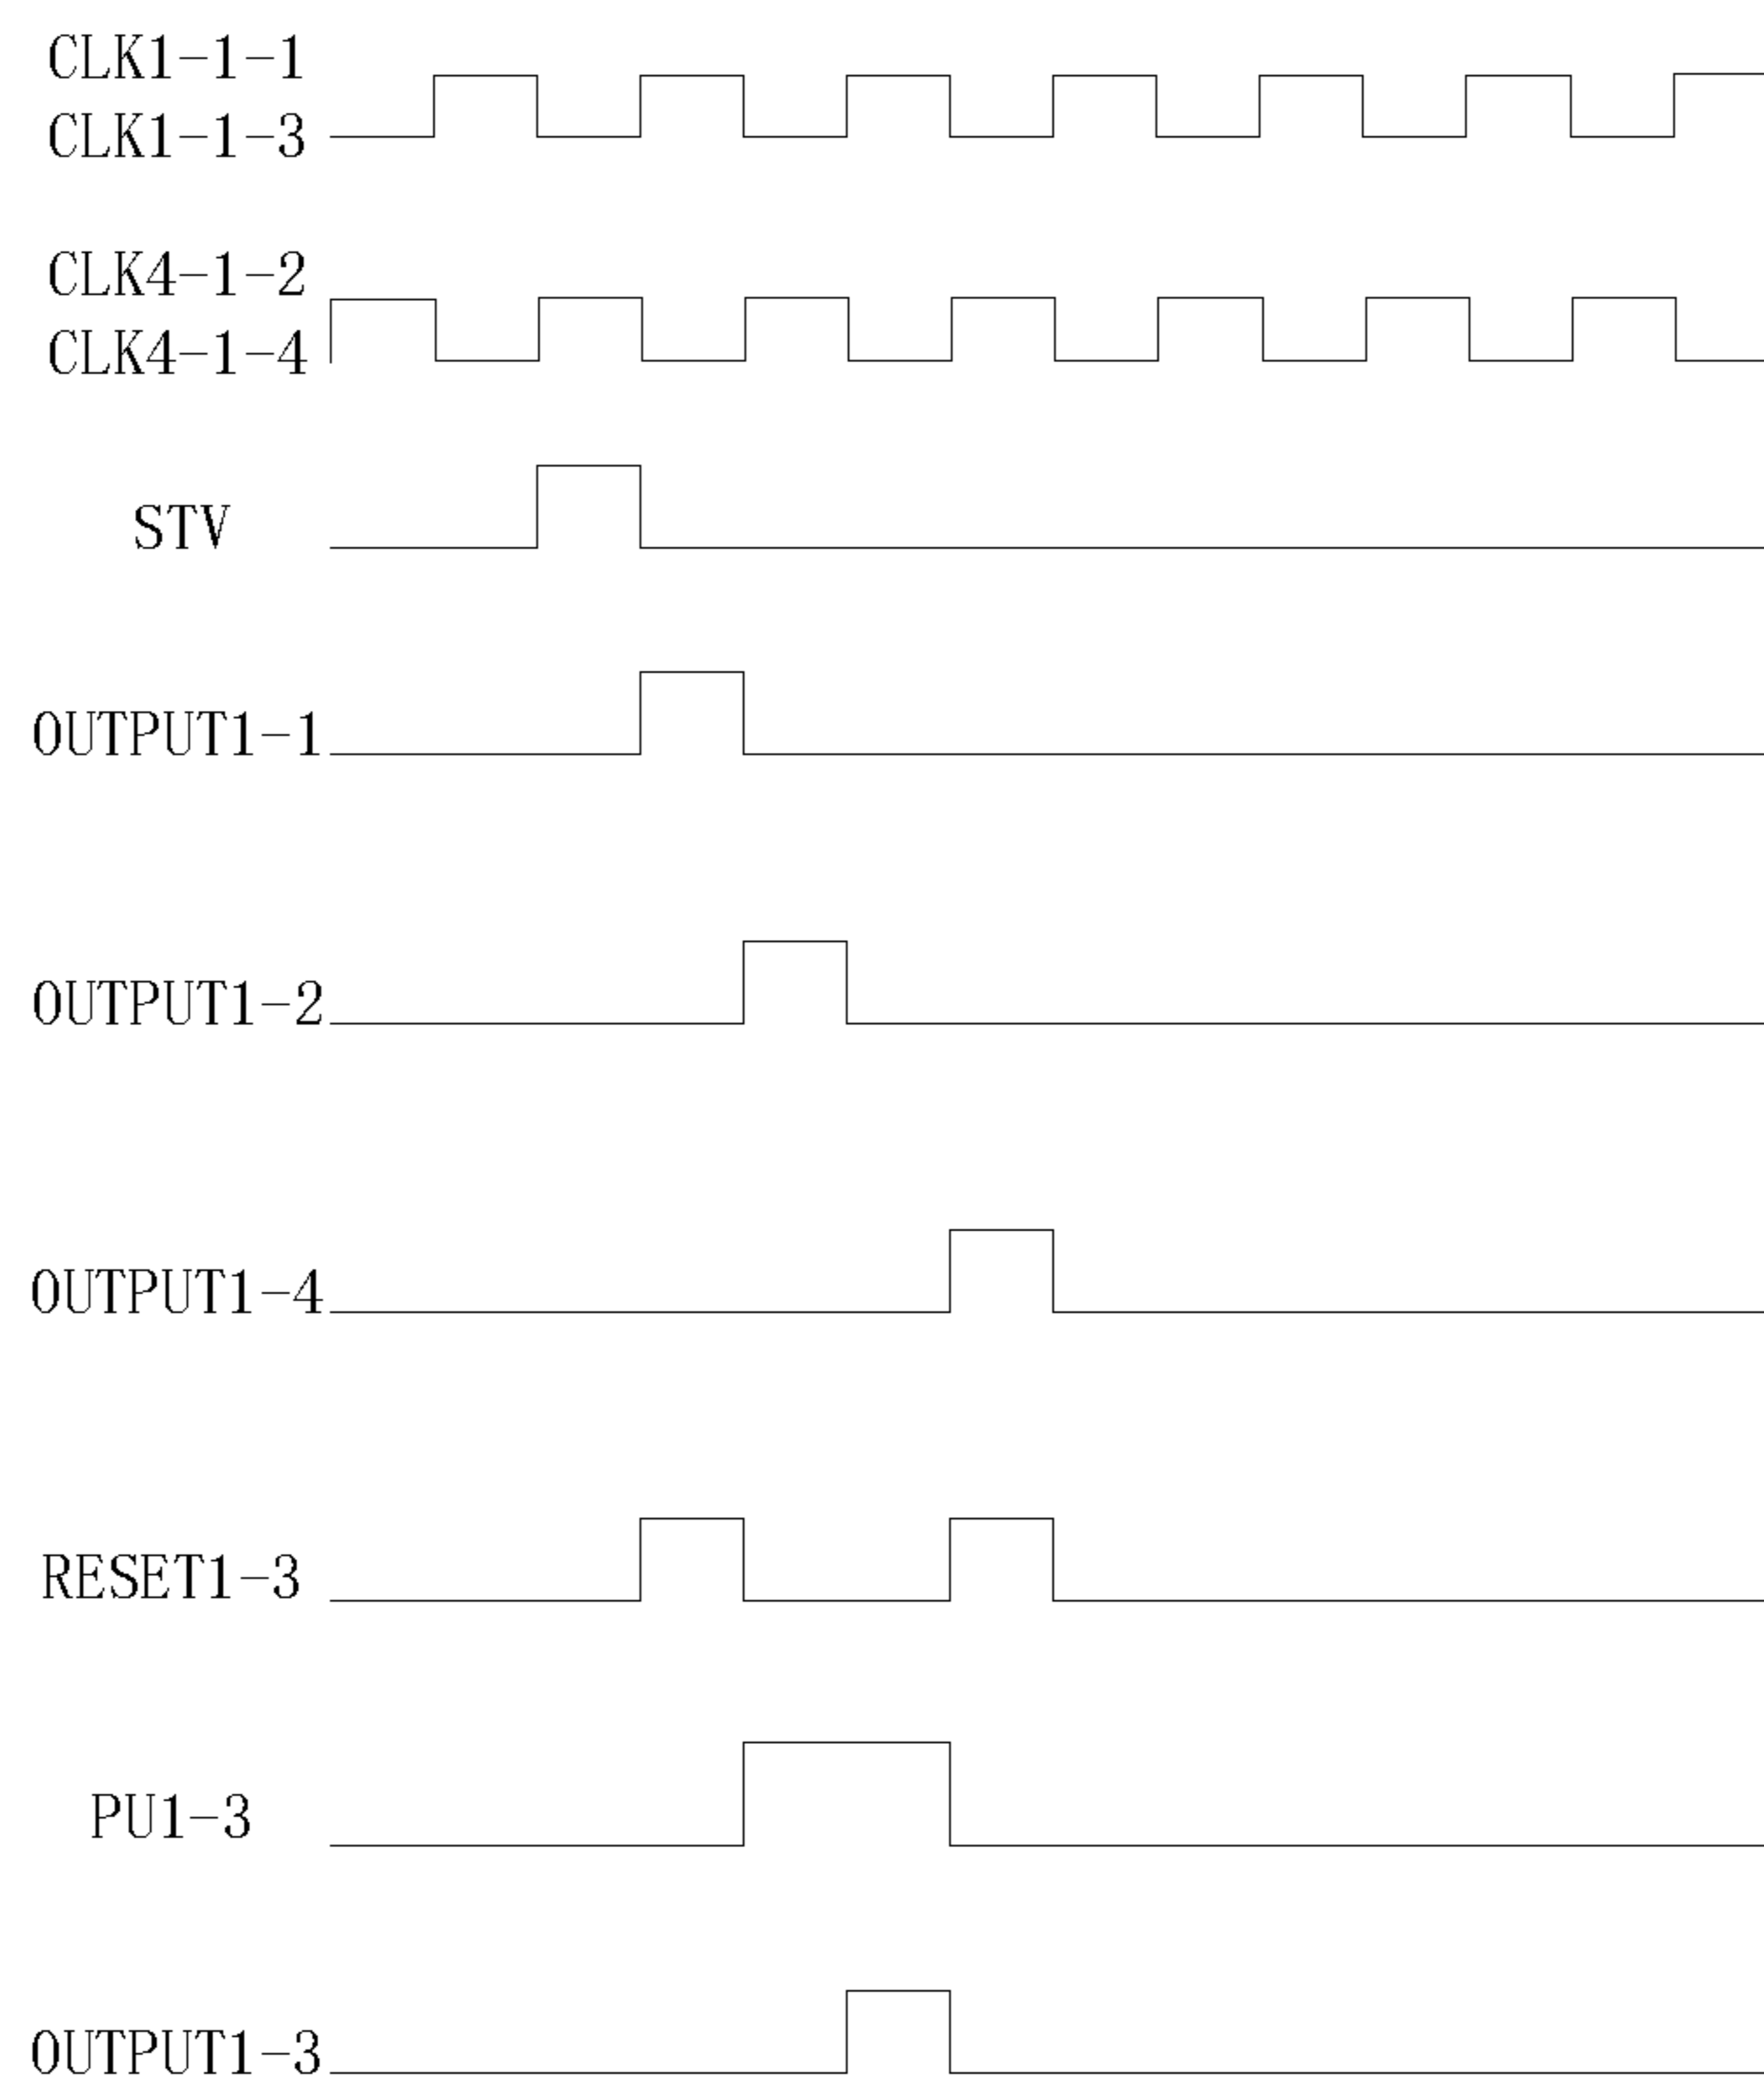 CLK1-1-1
CLK1-1-3
CLK4-1-2
CLK4-1-4
STV
OUTPUT1-1
OUTPUT1-2
OUTPUT1-4
RESET1-3
PU1-3
OUTPUT1-3